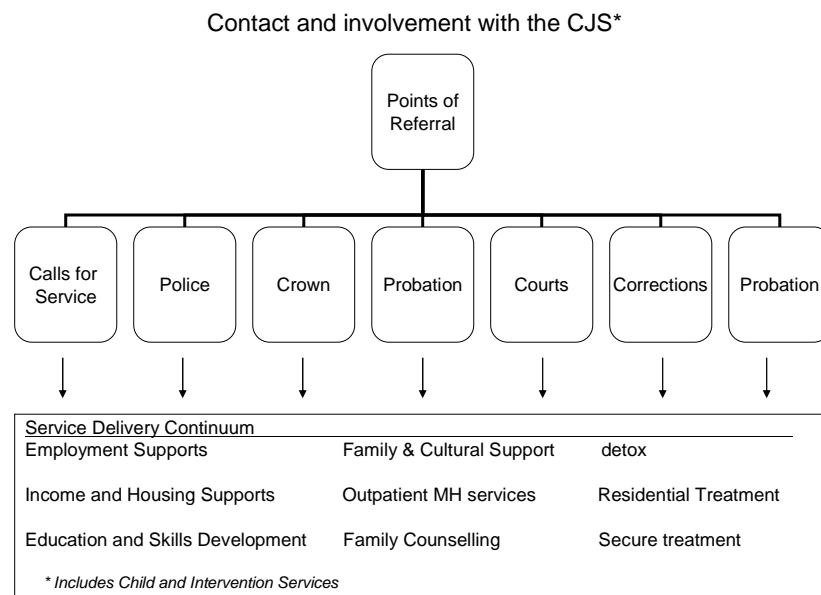 Contact and involvement with the CJS*
Points of
Referral
Calls for
Service
Police
Crown
Probation
Courts
Corrections
Probation
Service Delivery Continuum
Employment Supports
Family & Cultural Support
detox
Income and Housing Supports
Outpatient MH services
Residential Treatment
Education and Skills Development
Family Counselling
Secure treatment
* Includes Child and Intervention Services